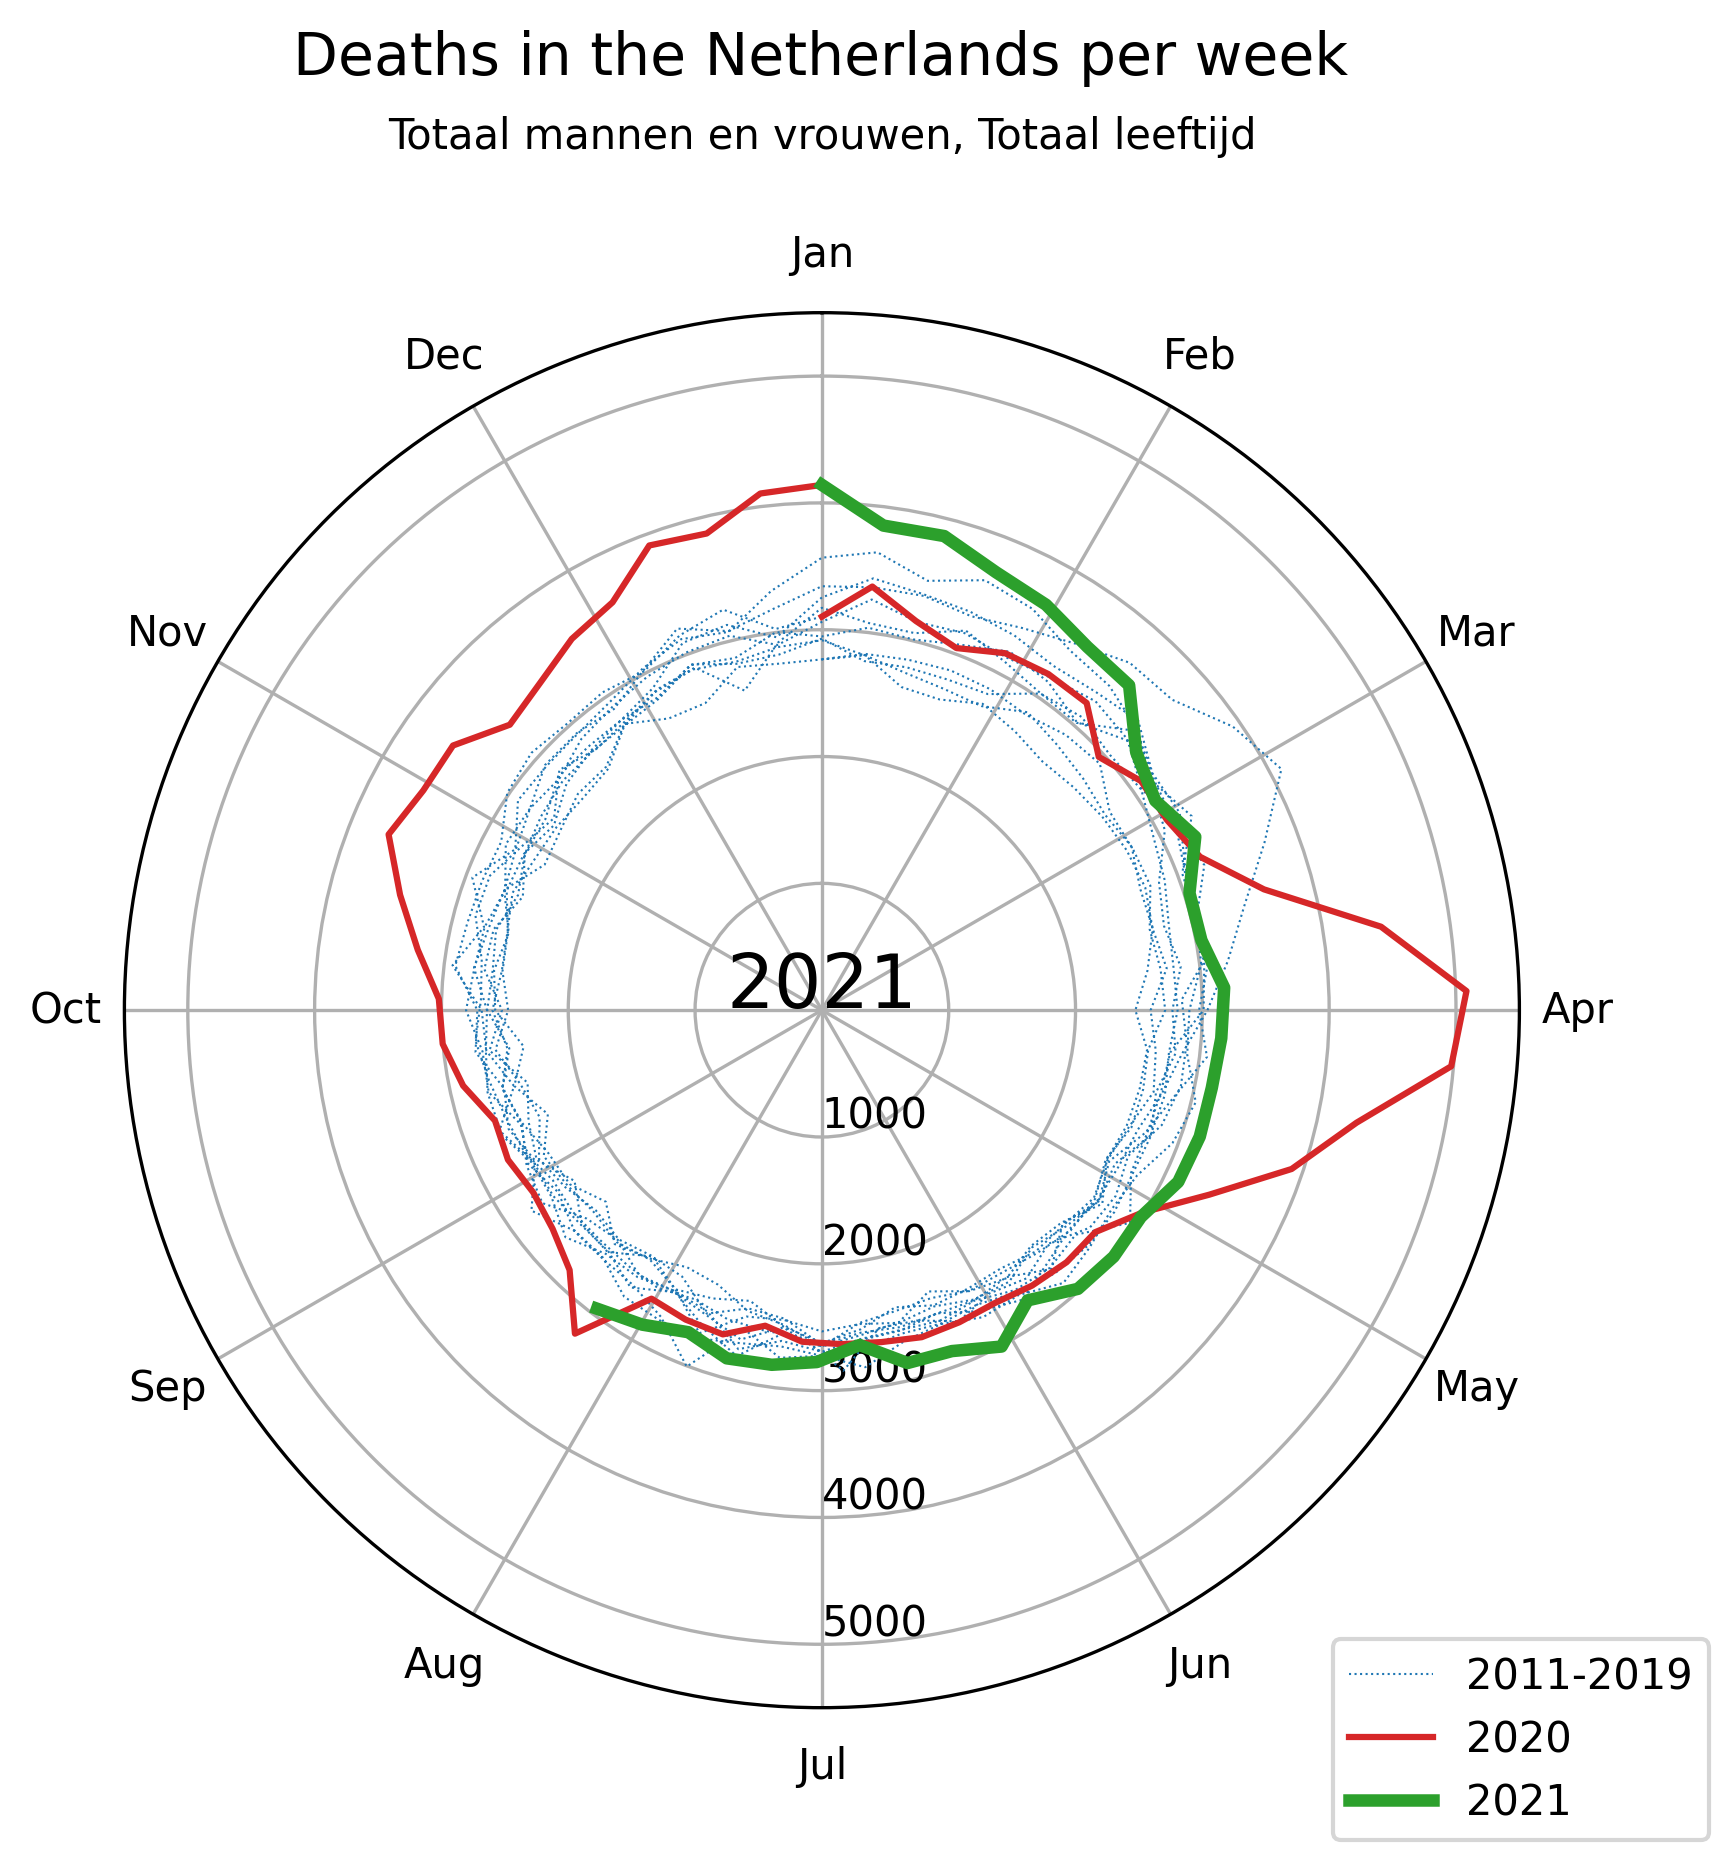 Deaths in the Netherlands per week
Totaal mannen en vrouwen, Totaal leeftijd
Jan
Dec
Feb
Nov
Mar
2021
Oct
Apr
1000
2000
3000
Sep
May
4000
5000
Aug
Jun
Jul
2011-2019
2020
2021